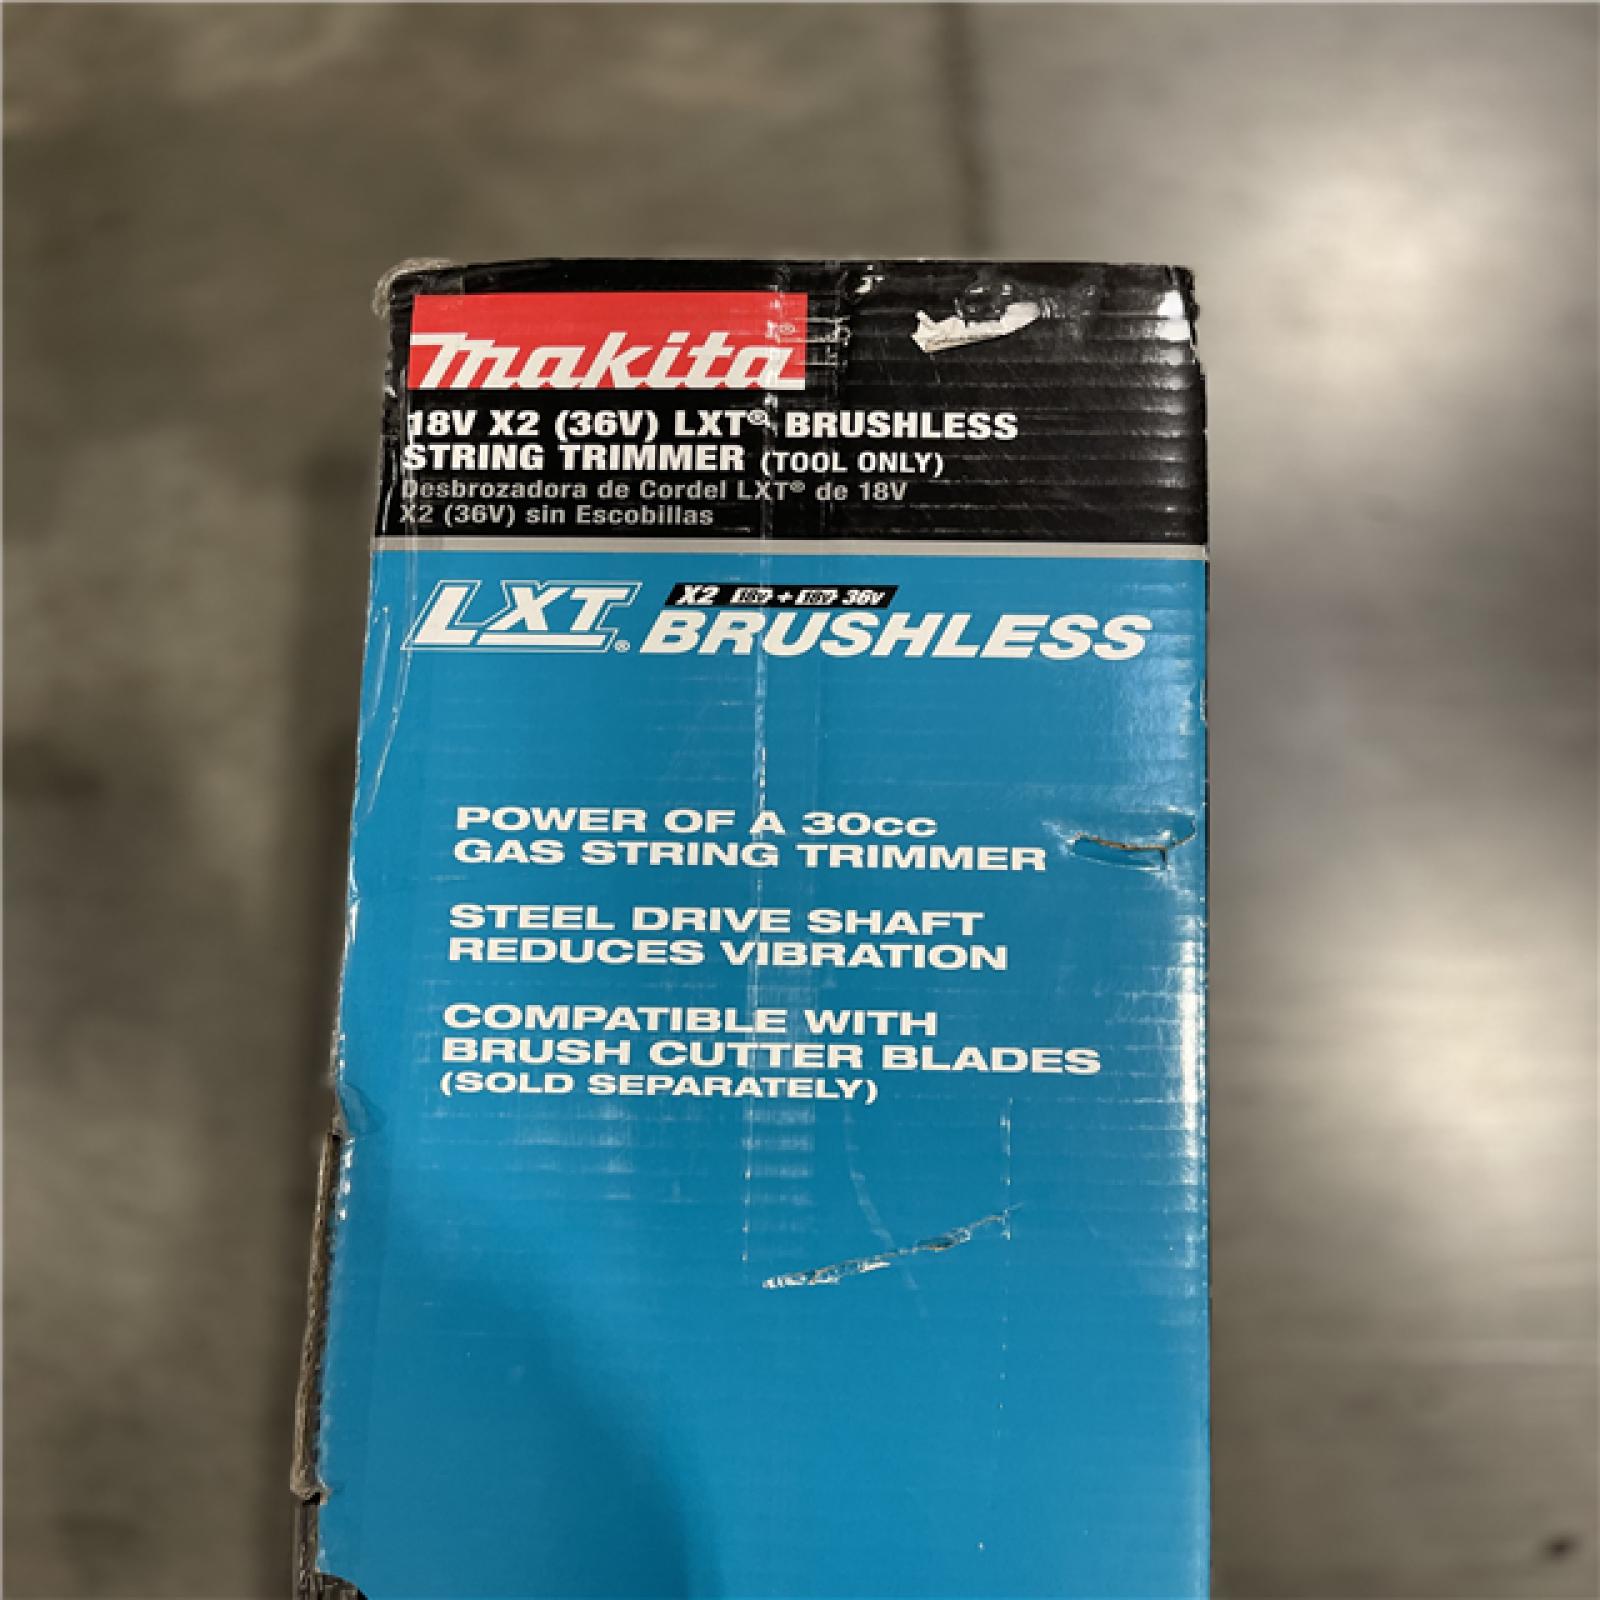 Makita®
18V X2 (36V) LXT® BRUSHLESS
STRING TRIMMER (TOOL ONLY)
Desbrozadora de Cordel LXT® de 18V
X2 (36V) sin Escobillas
LXT® X2 18V + 18V 36V
BRUSHLESS
POWER OF A 30cc
GAS STRING TRIMMER
STEEL DRIVE SHAFT
REDUCES VIBRATION
COMPATIBLE WITH
BRUSH CUTTER BLADES
(SOLD SEPARATELY)